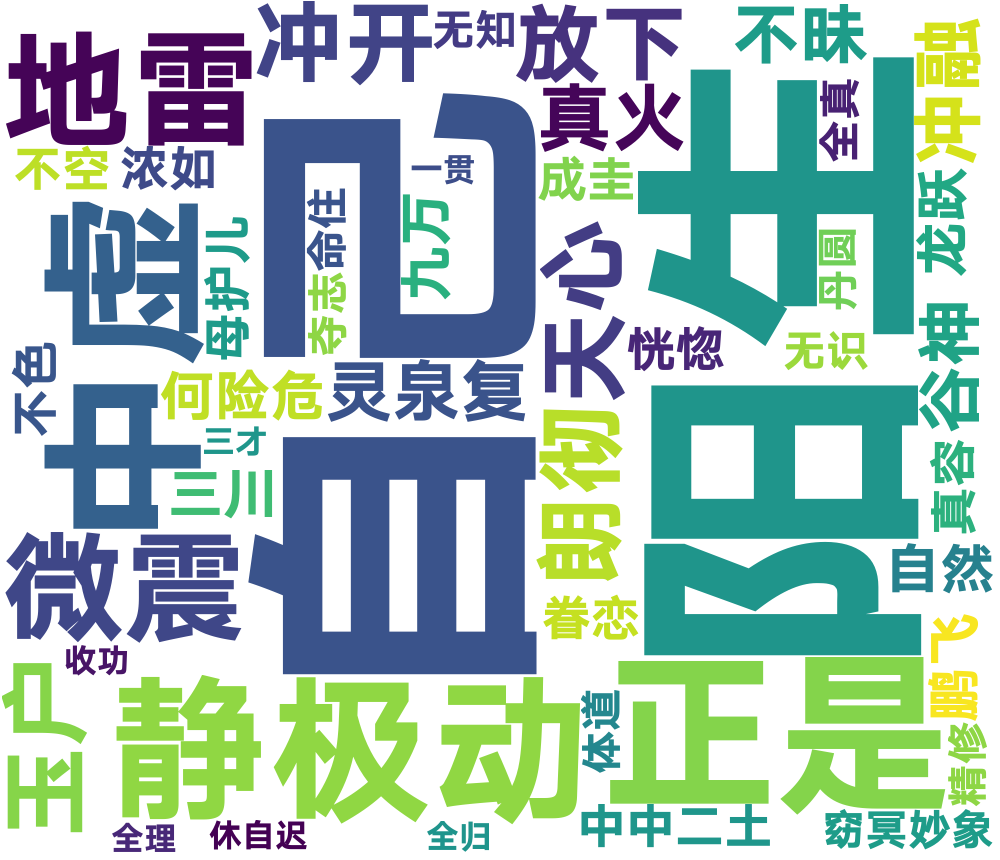 地雷
冲开
无知
放下
不昧
冲融
不空
浓如
真火
全真
一贯
成圭
自己
阳生
中虚
母护儿
命住
夺志
九万
天心
丹圆
龙跃
恍惚
无识
谷神
不色
何险危
灵泉复
三才
三川
朗彻
真容
微震
眷恋
自然
收功
玉户
静极动
正是
体道
鹏飞
精修
全理
休自迟
全归
中中二土
窈冥妙象